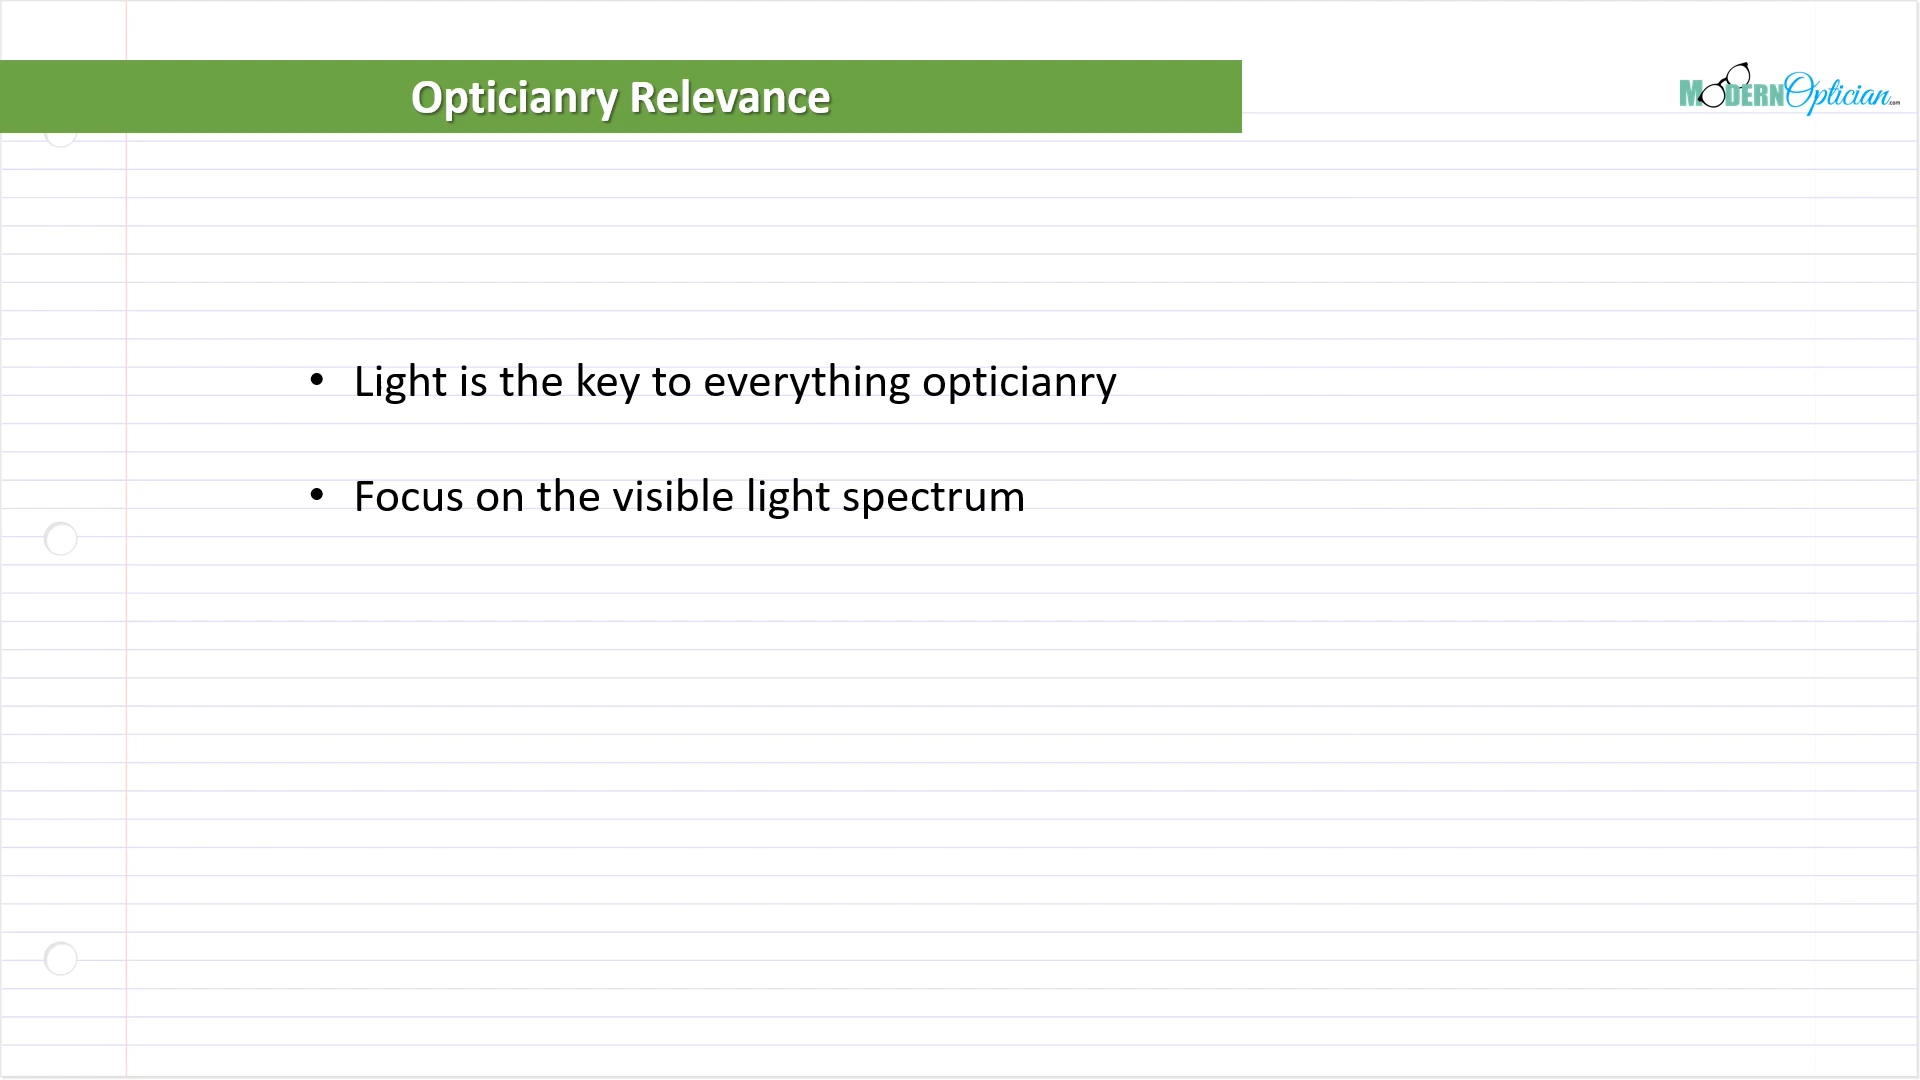 Opticianry Relevance
MODERNOptician.com
• Light is the key to everything opticianry
• Focus on the visible light spectrum